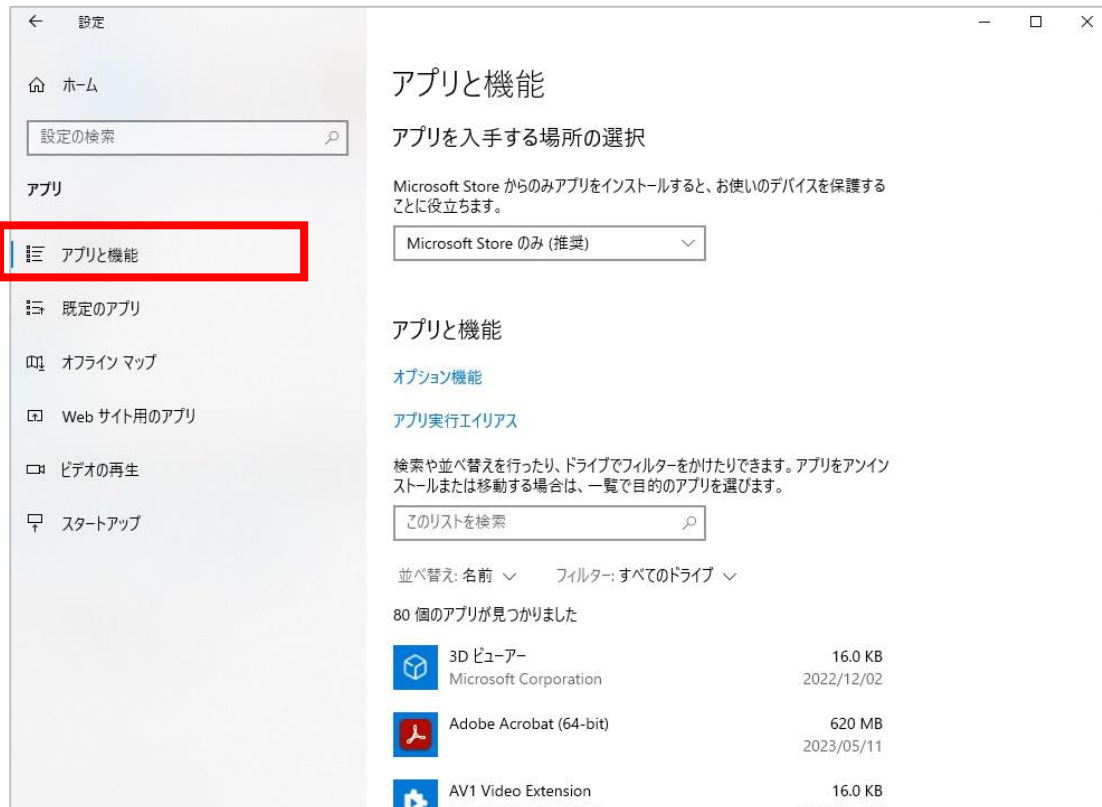 設定
ホーム
設定の検索
アプリ
アプリと機能
既定のアプリ
オフライン マップ
Web サイト用のアプリ
ビデオの再生
スタートアップ
アプリと機能
アプリを入手する場所の選択
Microsoft Store からのみアプリをインストールすると、お使いのデバイスを保護する
ことに役立ちます。
Microsoft Store のみ (推奨)
アプリと機能
オプション機能
アプリ実行エイリアス
検索や並べ替えを行ったり、ドライブでフィルターをかけたりできます。アプリをアンイン
ストールまたは移動する場合は、一覧で目的のアプリを選びます。
このリストを検索
並べ替え: 名前 フィルター: すべてのドライブ
80 個のアプリが見つかりました
3D ビューアー 16.0 KB
Microsoft Corporation 2022/12/02
Adobe Acrobat (64-bit) 620 MB
2023/05/11
AV1 Video Extension 16.0 KB